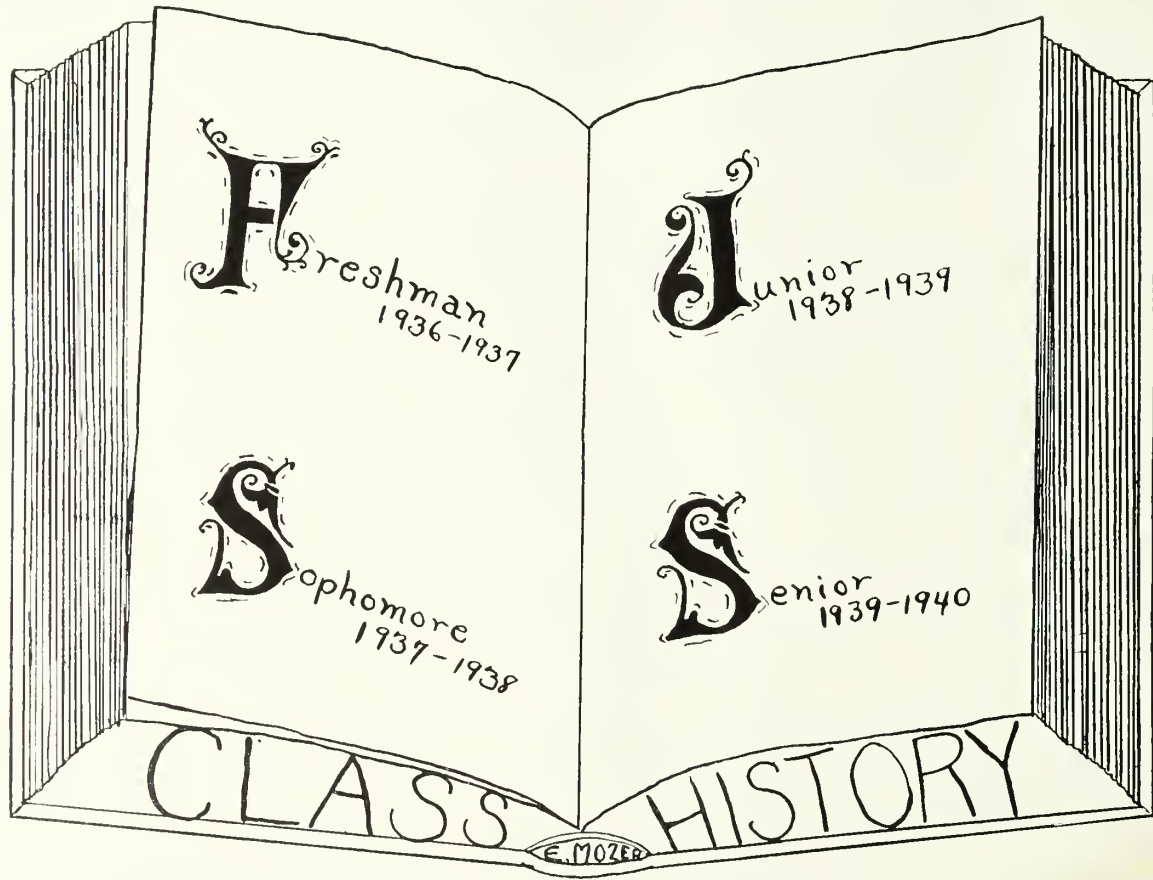 Freshman
1936-1937
Sophomore
1937-1938
Junior
1938-1939
Senior
1939-1940
CLASS HISTORY
E. MOZER